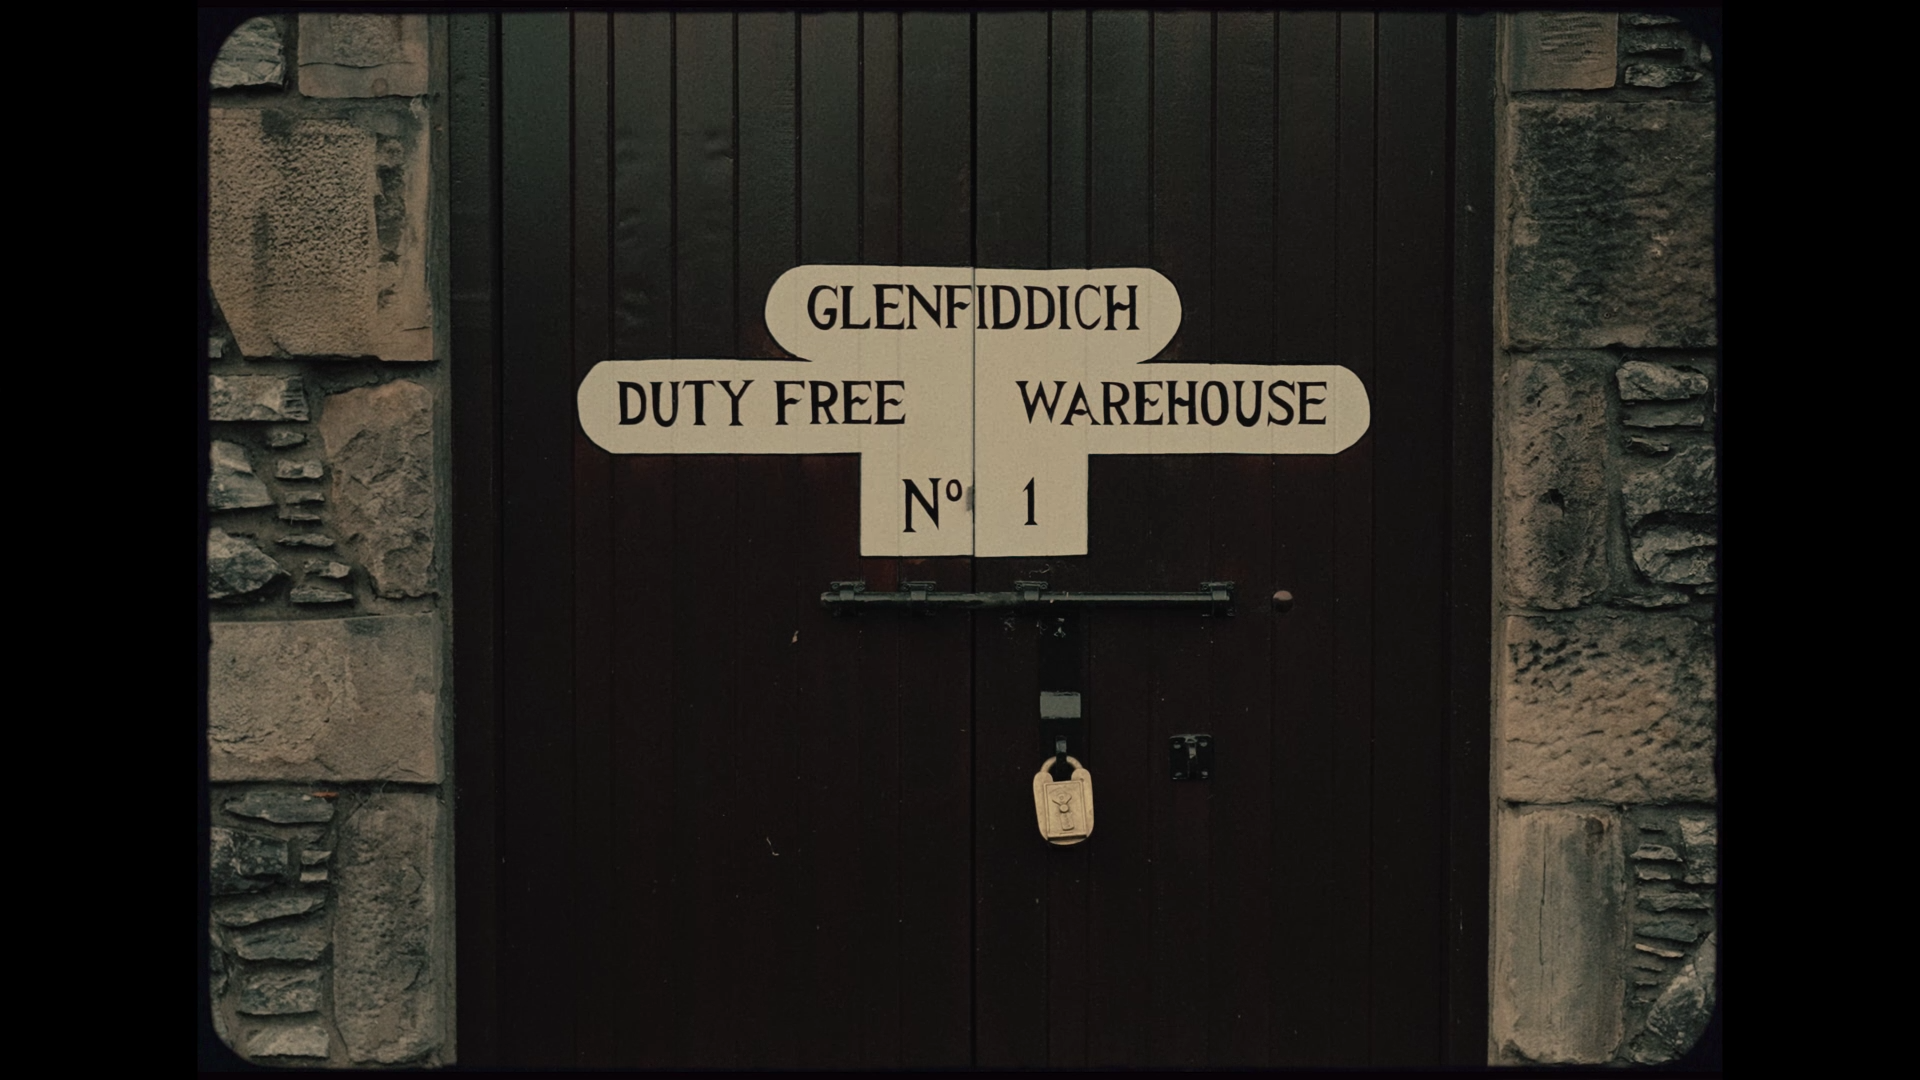 GLENFIDDICH
DUTY FREE WAREHOUSE
Nº 1